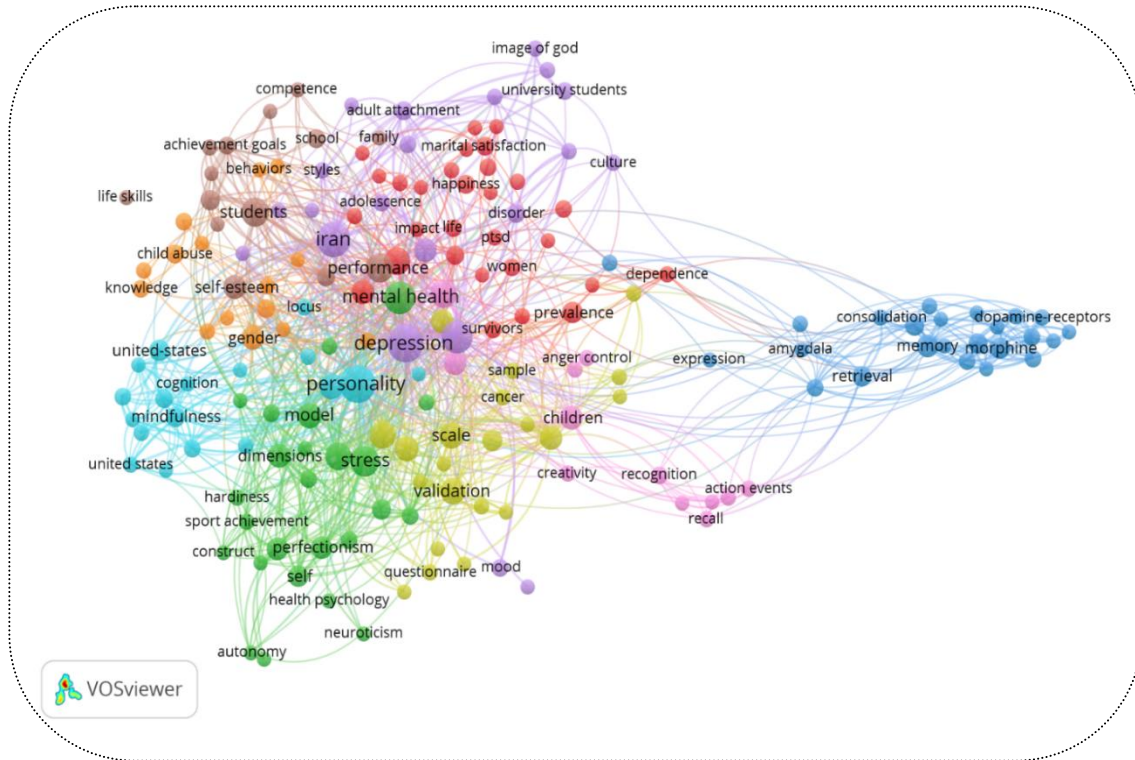 image of god
competence
university students
adult attachment
achievement goals
school
family
marital satisfaction
behaviors
styles
culture
happiness
life skills
adolescence
students
disorder
impact
life
iran
ptsd
child abuse
performance
women
dependence
knowledge
self-esteem
mental health
locus
prevalence
consolidation
dopamine-receptors
survivors
gender
depression
united-states
anger control
expression
amygdala
memory
morphine
sample
cognition
personality
retrieval
cancer
mindfulness
model
children
scale
dimensions
stress
united states
creativity
recognition
action events
validation
hardiness
recall
sport achievement
construct
perfectionism
self
questionnaire
mood
health psychology
neuroticism
autonomy
VOSviewer